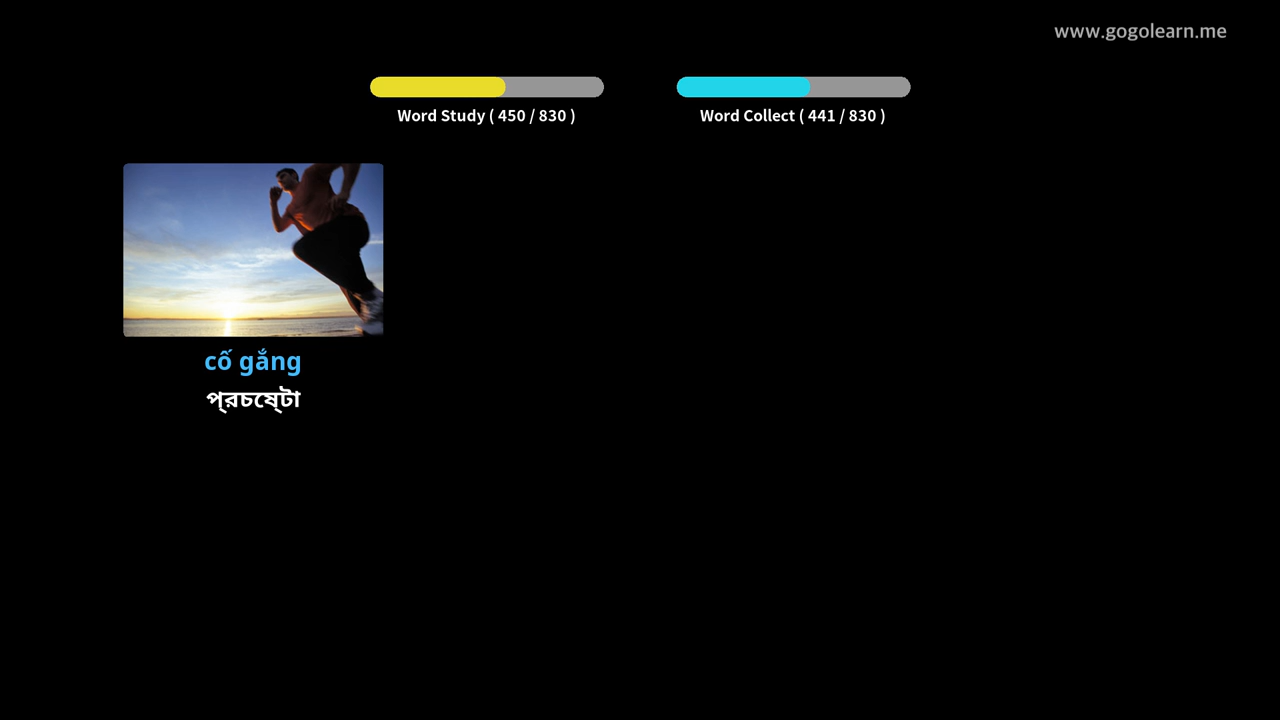 www.gogolearn.me
Word Study ( 450 / 830 )
Word Collect ( 441 / 830 )
cố gắng
প্রচেষ্টা